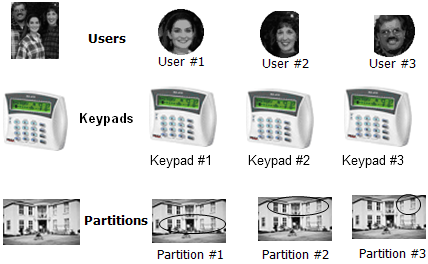 Users
User #1
User #2
User #3
Keypads
Keypad #1
Keypad #2
Keypad #3
Partitions
Partition #1
Partition #2
Partition #3